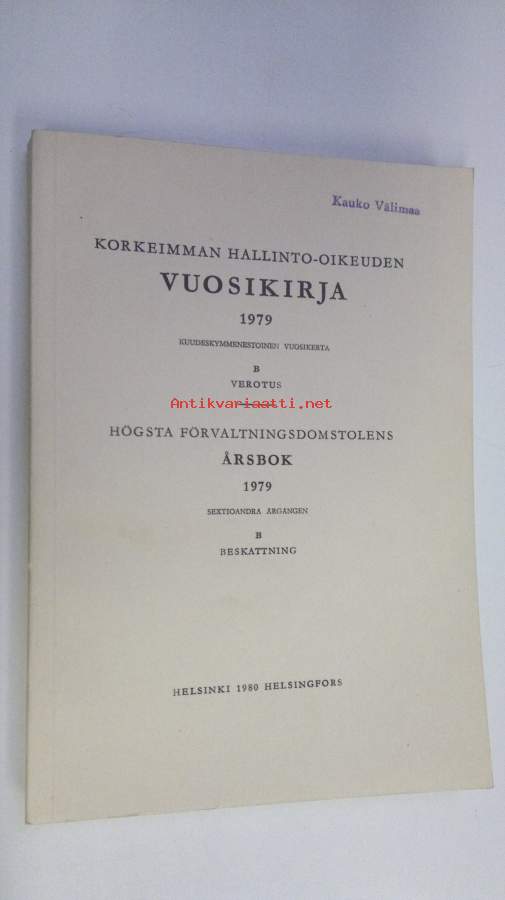 Kauko Välimaa
KORKEIMMAN HALLINTO-OIKEUDEN
VUOSIKIRJA
1979
KUUDESKYMMENESTOINEN VUOSIKERTA
B
VEROTUS
Antikvariaatti.net
HÖGSTA FÖRVALTNINGSDOMSTOLENS
ÅRSBOK
1979
SEXTIOANDRA ÅRGÅNGEN
B
BESKATTNING
HELSINKI 1980 HELSINGFORS